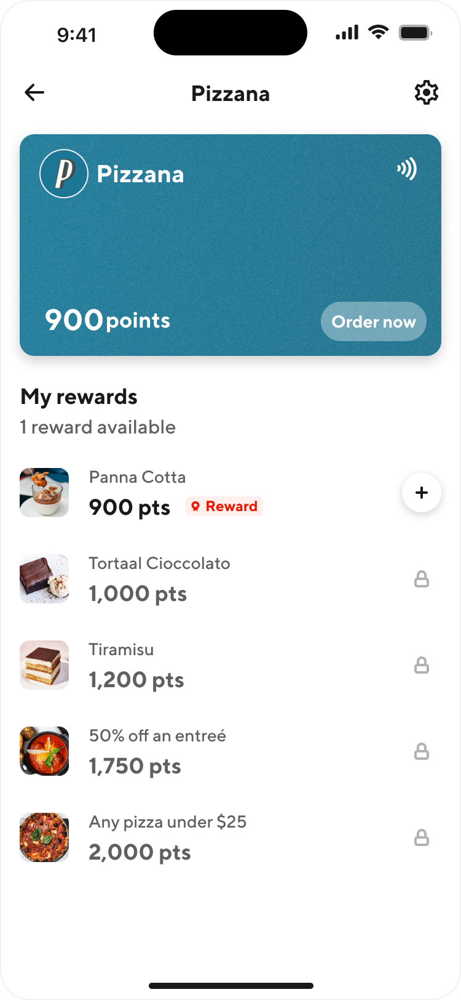 9:41
Pizzana
p Pizzana
900 points
Order now
My rewards
1 reward available
Panna Cotta
900 pts Reward
Tortaal Cioccolato
1,000 pts
Tiramisu
1,200 pts
50% off an entreé
1,750 pts
Any pizza under $25
2,000 pts